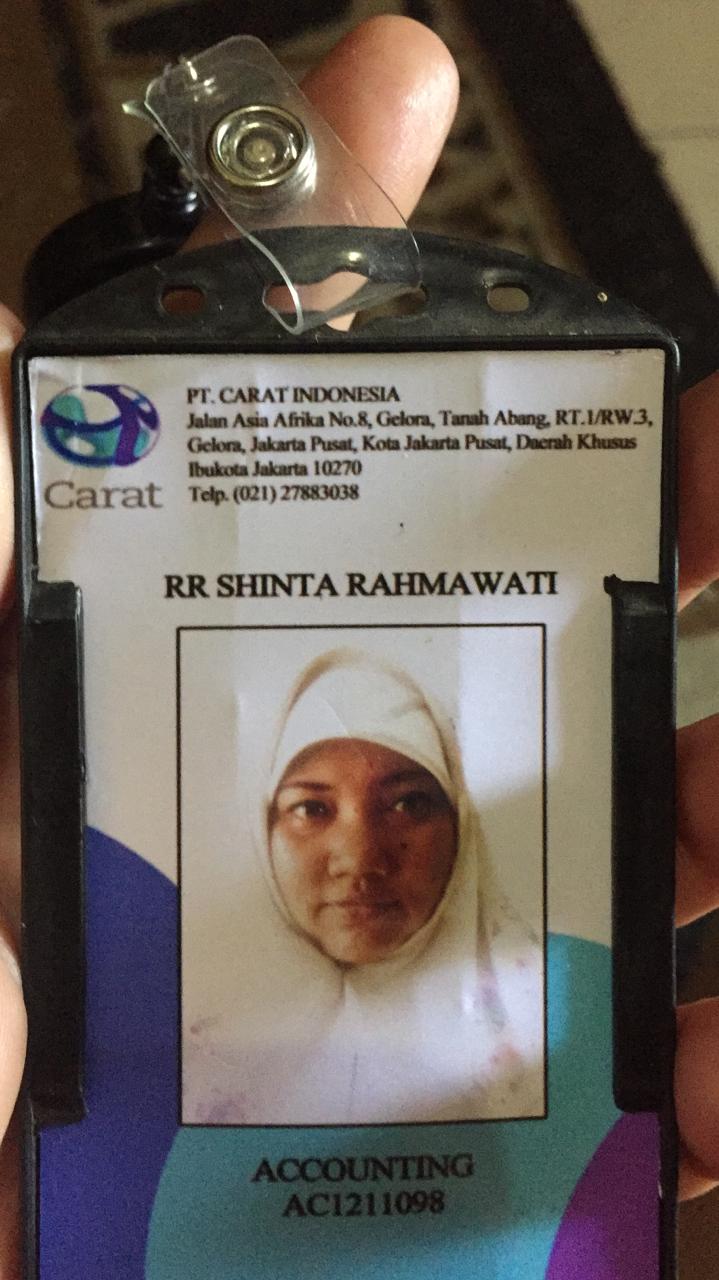 PT. CARAT INDONESIA
Jalan Asia Afrika No.8, Gelora, Tanah Abang, RT.1/RW.3,
Gelora, Jakarta Pusat, Kota Jakarta Pusat, Daerah Khusus
Ibukota Jakarta 10270
Telp. (021) 27883038
Carat
RR SHINTA RAHMAWATI
ACCOUNTING
AC1211098